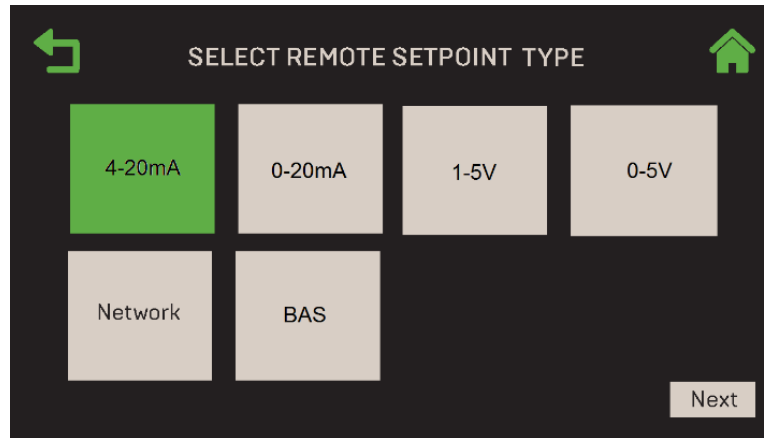 SELECT REMOTE SETPOINT TYPE
4-20mA
0-20mA
1-5V
0-5V
Network
BAS
Next